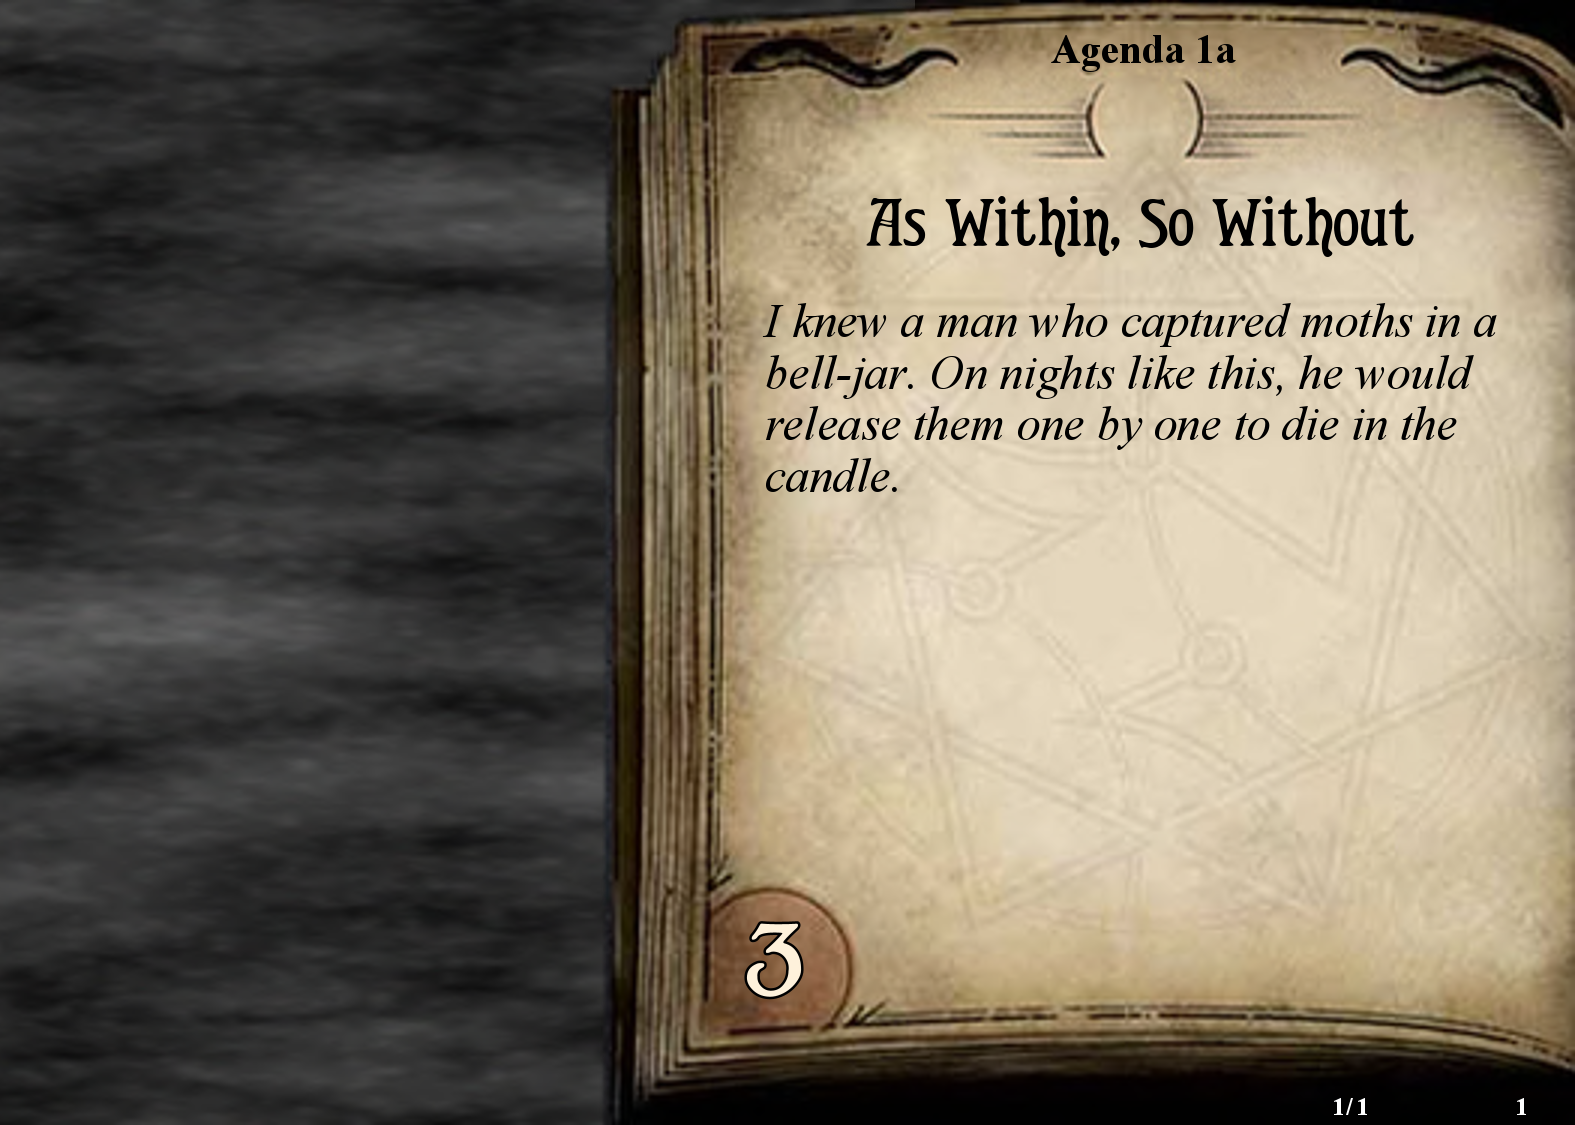 Agenda 1a
As Within, So Without
I knew a man who captured moths in a
bell-jar. On nights like this, he would
release them one by one to die in the
candle.
3
1/1 1